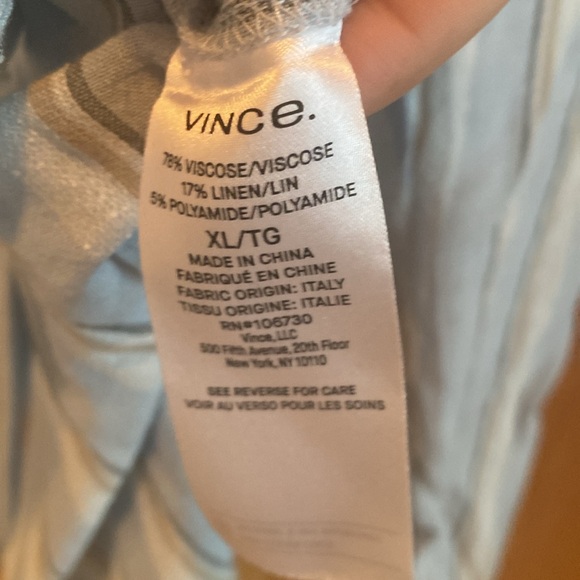 VINCE.
78% VISCOSE/VISCOSE
17% LINEN/LIN
5% POLYAMIDE/POLYAMIDE
XL/TG
MADE IN CHINA
FABRIQUÉ EN CHINE
FABRIC ORIGIN: ITALY
TISSU ORIGINE: ITALIE
RN#106730
Vince, LLC
500 Fifth Avenue, 20th Floor
New York, NY 10110
SEE REVERSE FOR CARE
VOIR AU VERSO POUR LES SOINS